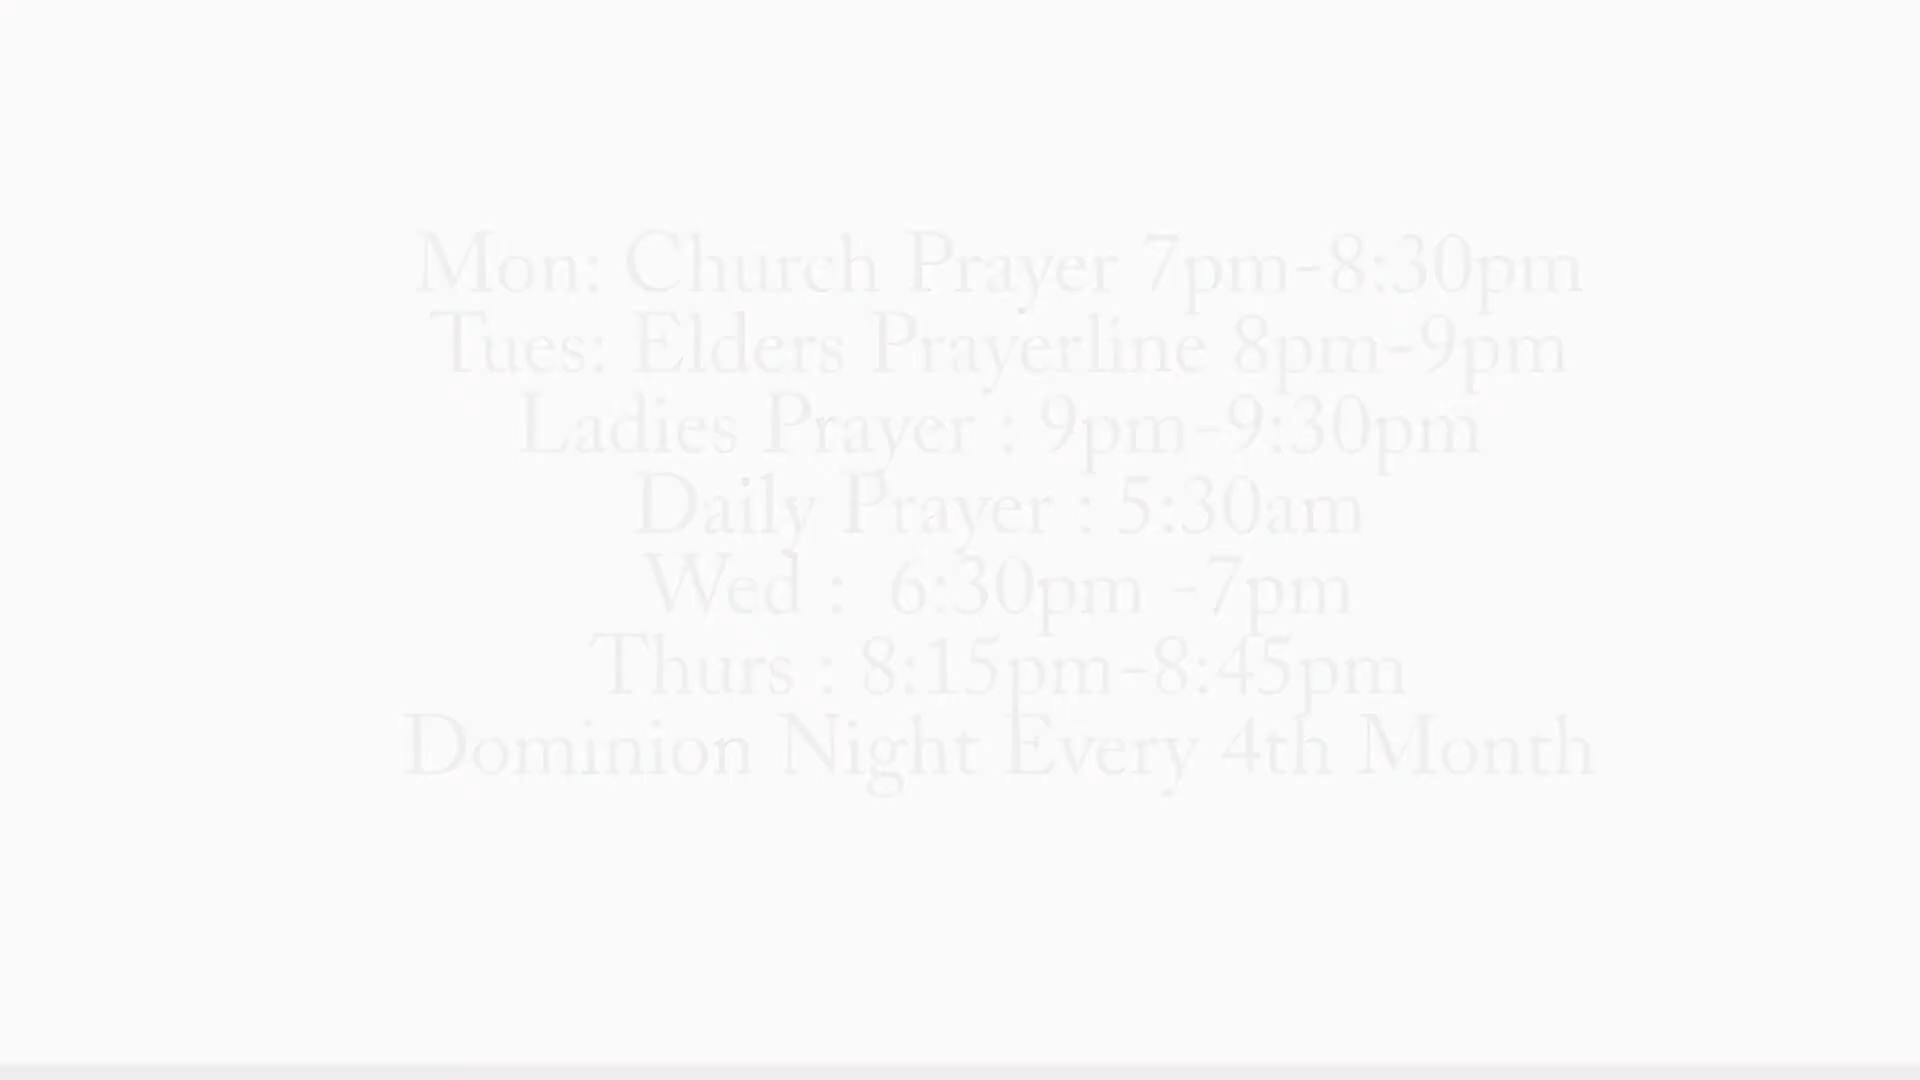 Mon: Church Prayer 7pm-8:30pm
Tues: Elders Prayerline 8pm-9pm
Ladies Prayer : 9pm-9:30pm
Daily Prayer : 5:30am
Wed :  6:30pm -7pm
Thurs : 8:15pm-8:45pm
Dominion Night Every 4th Month